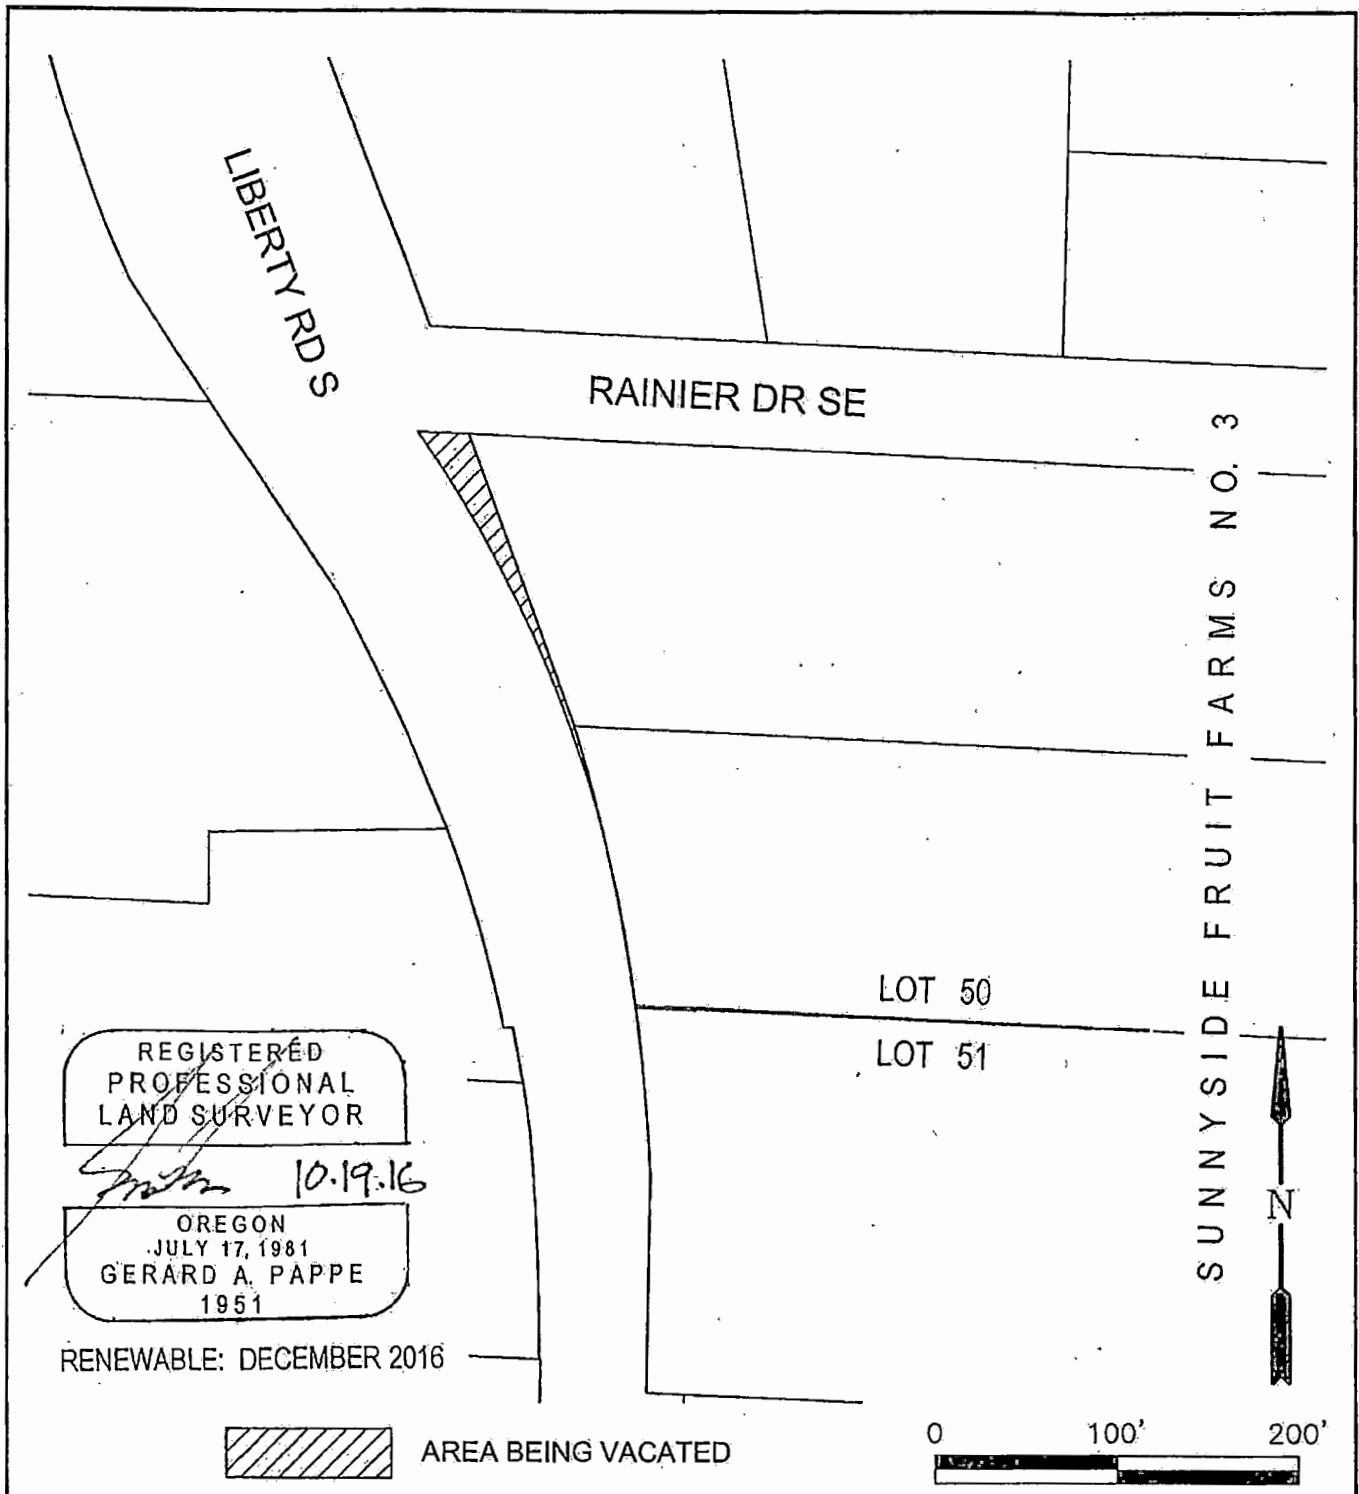 LIBERTY RD S
RAINIER DR SE
SUNNYSIDE FRUIT FARMS NO. 3
LOT 50
LOT 51
REGISTERED
PROFESSIONAL
LAND SURVEYOR
10.19.16
OREGON
JULY 17, 1981
GERARD A. PAPPE
1951
RENEWABLE: DECEMBER 2016
N
AREA BEING VACATED
0 100' 200'